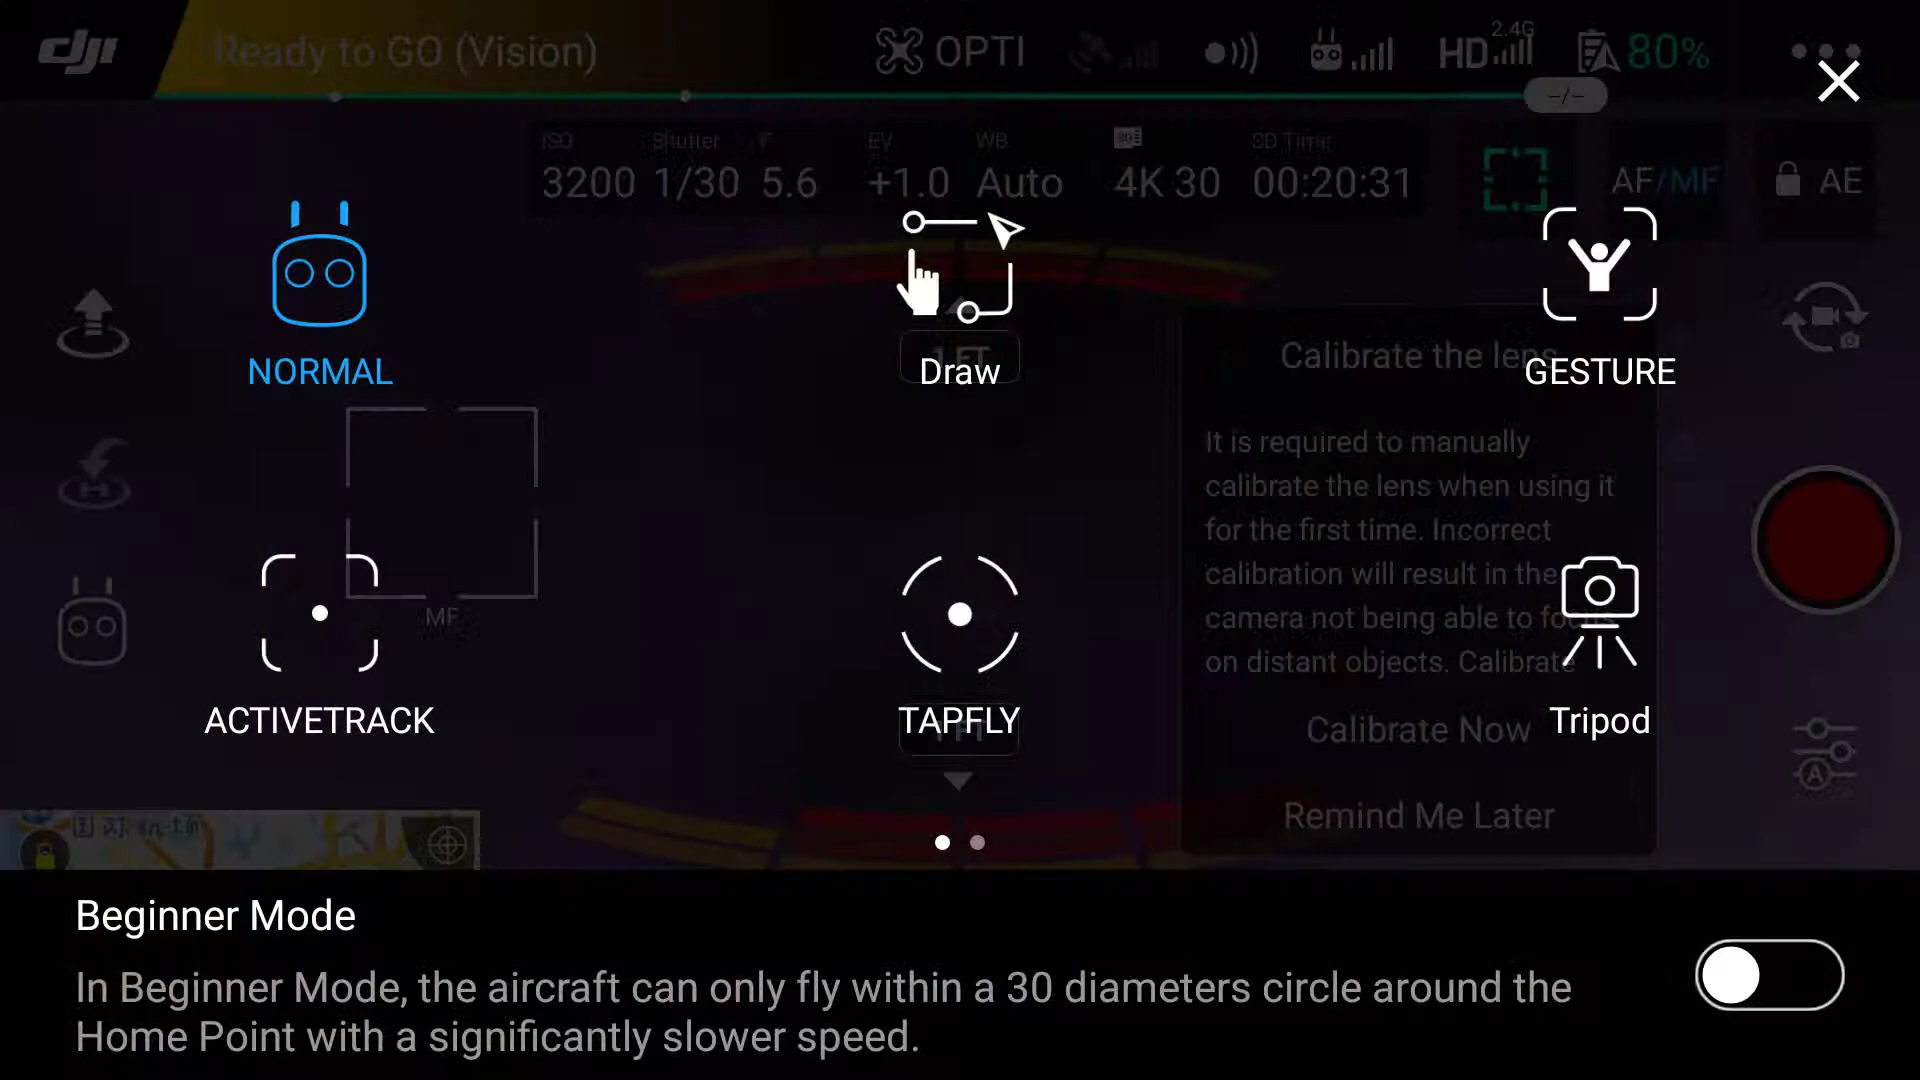 dji
Ready to GO (Vision)
OPTI
HD
2.4G
80%
-/-
ISO
3200
Shutter
1/30
F
5.6
EV
+1.0
WB
Auto
4K 30
SD Time
00:20:31
AF/MF
AE
NORMAL
Draw
GESTURE
Calibrate the lens
It is required to manually
calibrate the lens when using it
for the first time. Incorrect
calibration will result in the
camera not being able to focus
on distant objects. Calibrate
Calibrate Now
Remind Me Later
MF
ACTIVETRACK
TAPFLY
Tripod
Beginner Mode
In Beginner Mode, the aircraft can only fly within a 30 diameters circle around the
Home Point with a significantly slower speed.